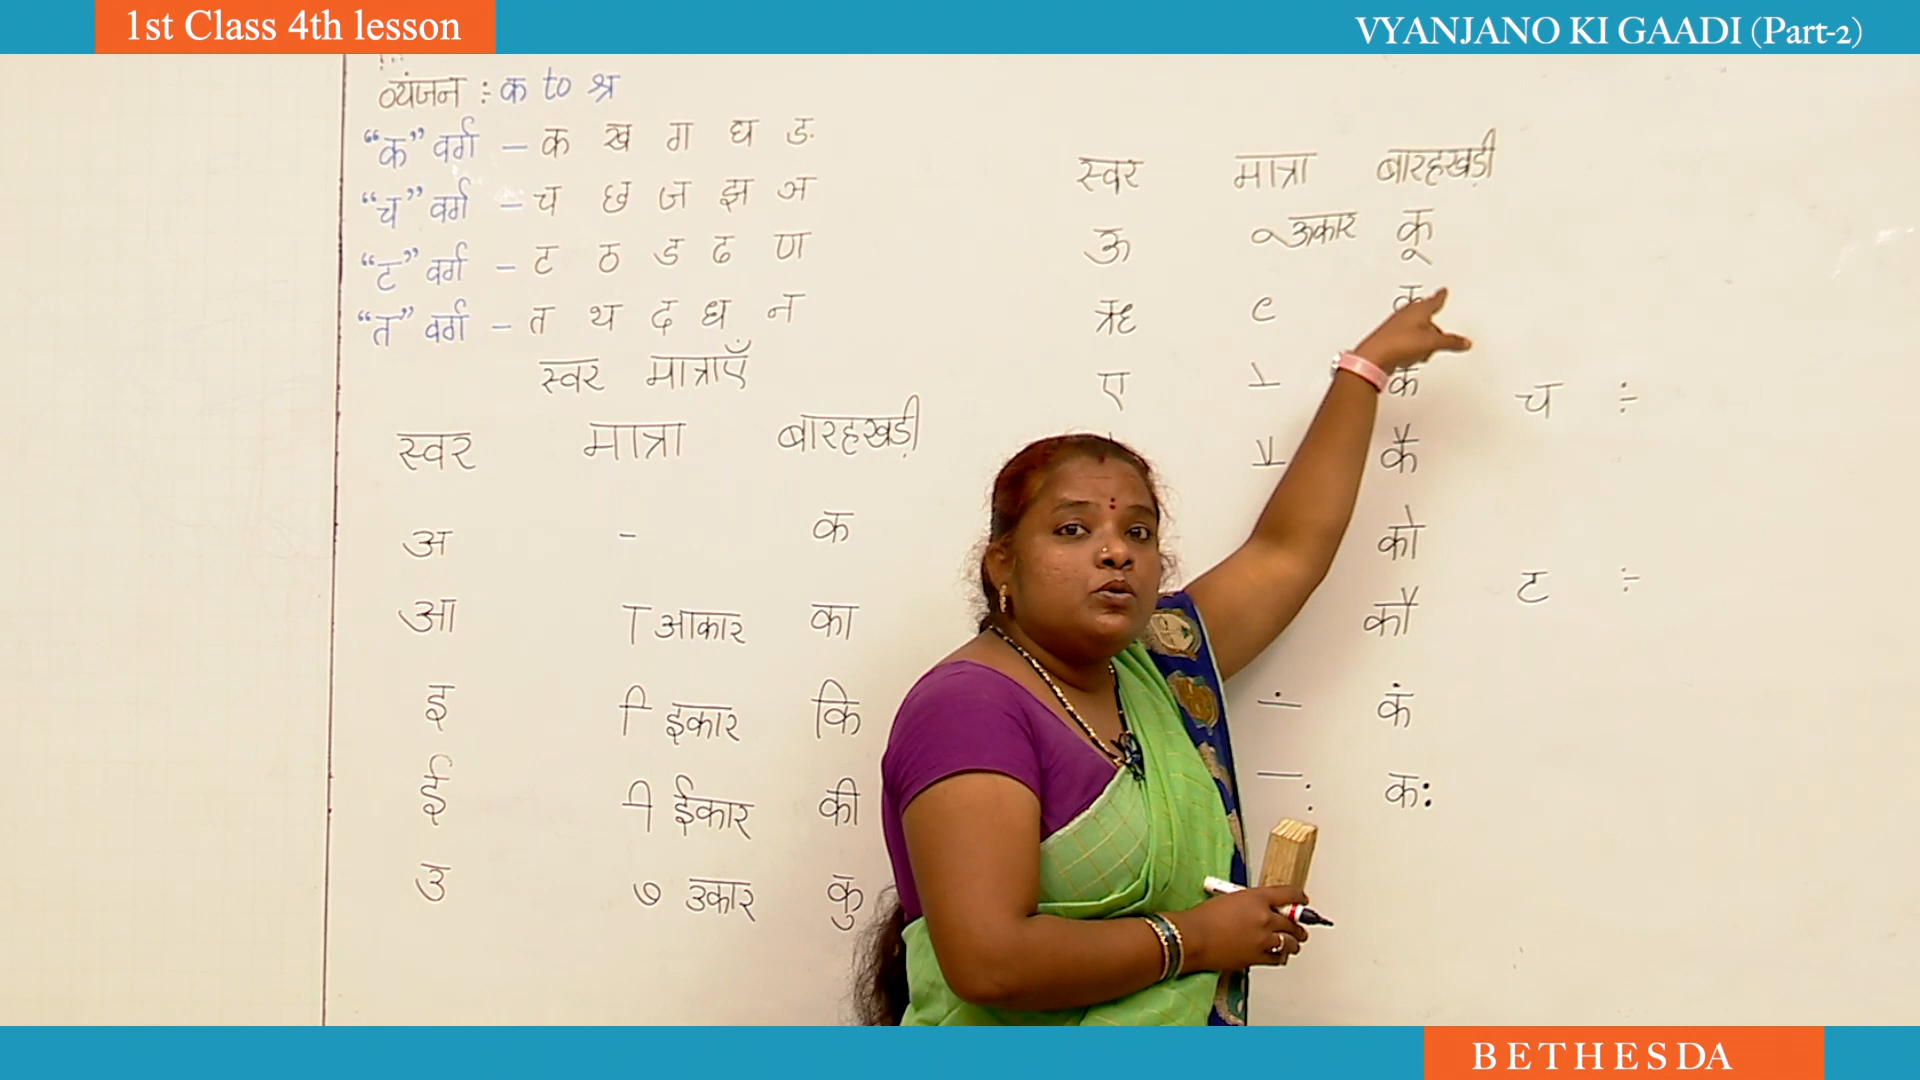 1st Class 4th lesson
VYANJANO KI GAADI (Part-2)
व्यंजन : क to श्र
“क” वर्ग – क ख ग घ ङ
“च” वर्ग – च छ ज झ ञ
“ट” वर्ग – ट ठ ड ढ ण
“त” वर्ग – त थ द ध न
स्वर मात्राएँ
स्वर मात्रा बारहखड़ी
अ - क
आ ा आकार का
इ ि इकार कि
ई ी ईकार की
उ ु उकार कु
स्वर मात्रा बारहखड़ी
ऊ ू ऊकार कू
ऋ ृ
ए े के
ै कै
को
कौ
ं कं
ः कः
च ÷
ट ÷
BETHESDA